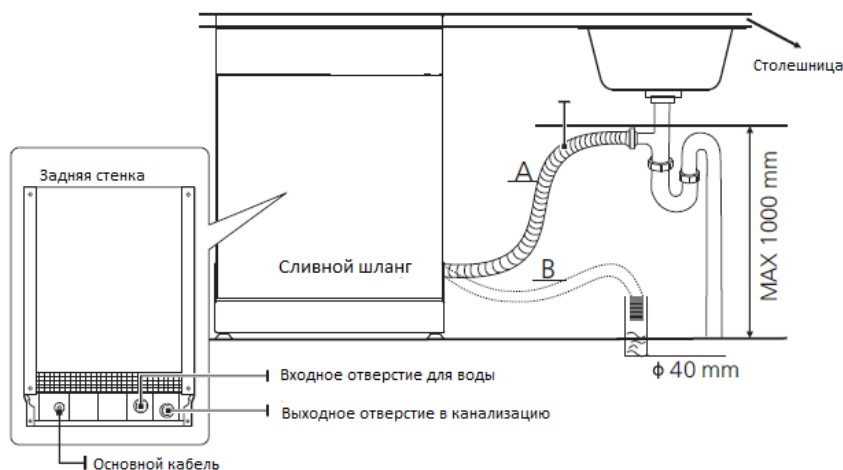 Столешница
Задняя стенка
A
MAX 1000 mm
Сливной шланг
B
ϕ 40 mm
Входное отверстие для воды
Выходное отверстие в канализацию
Основной кабель